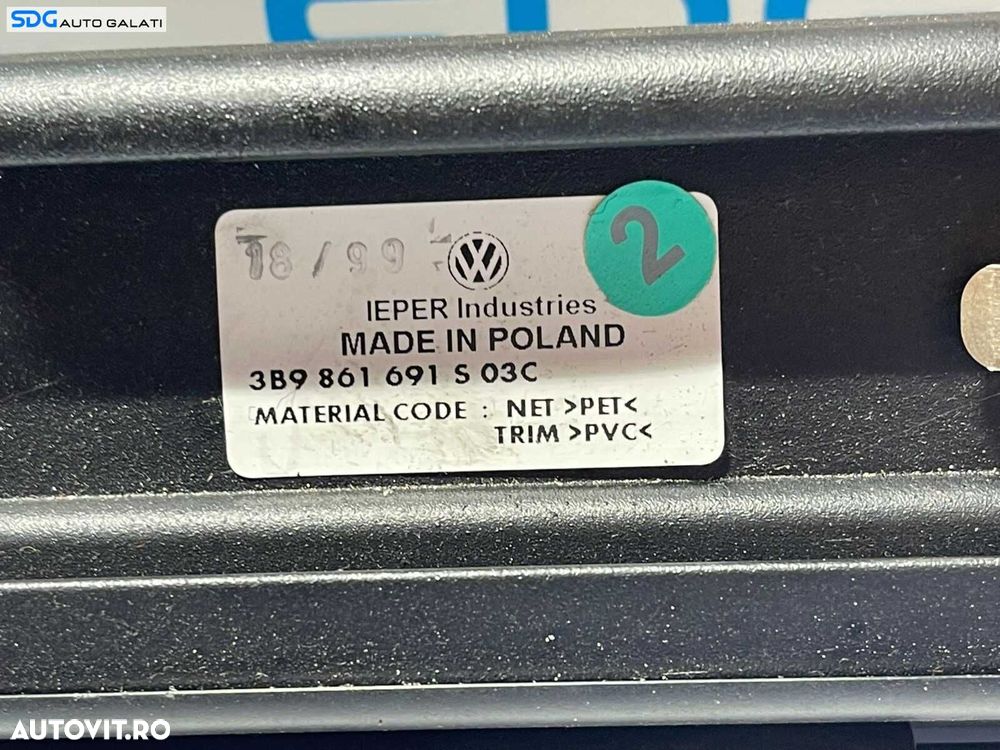 SDG AUTO GALATI
18/99
2
IEPER Industries
MADE IN POLAND
3B9 861 691 S 03C
MATERIAL CODE : NET >PET<
TRIM >PVC<
AUTOVIT.RO